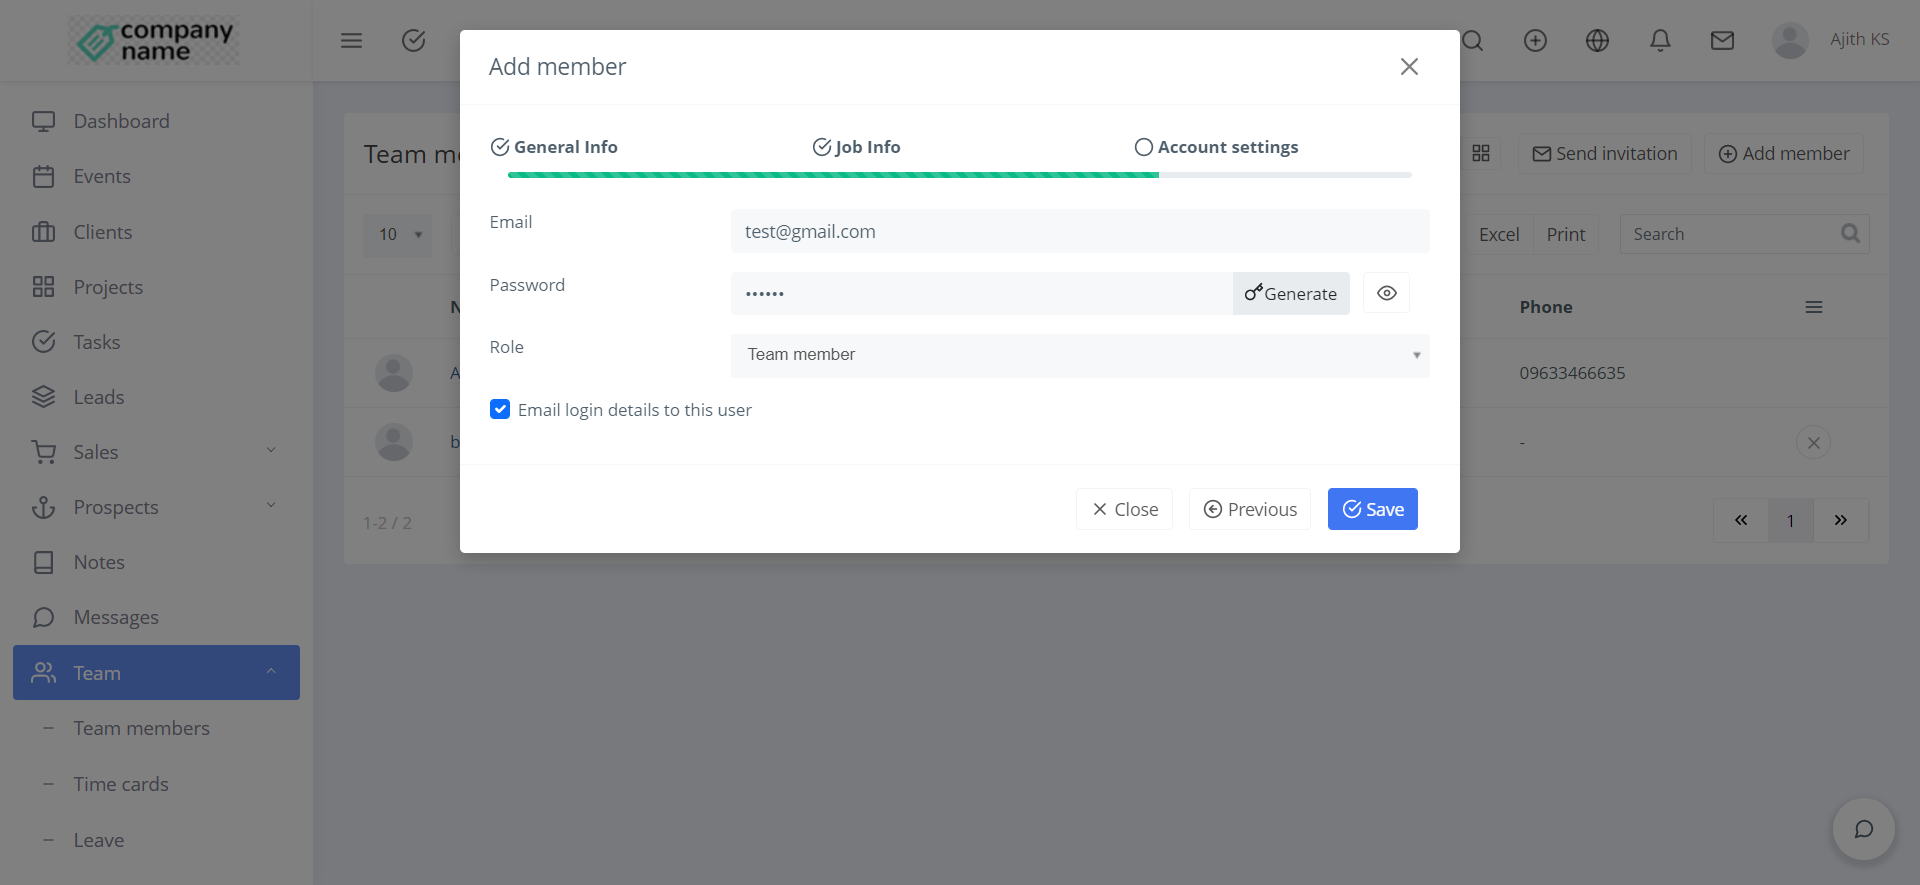 company
name
Ajith KS
Add member
General Info
Job Info
Account settings
Email
test@gmail.com
Password
••••••
Generate
Role
Team member
Email login details to this user
Close
Previous
Save
Dashboard
Events
Clients
Projects
Tasks
Leads
Sales
Prospects
Notes
Messages
Team
Team members
Time cards
Leave
Team m
Send invitation
Add member
10
Excel
Print
Search
Phone
A
09633466635
b
-
1-2 / 2
1